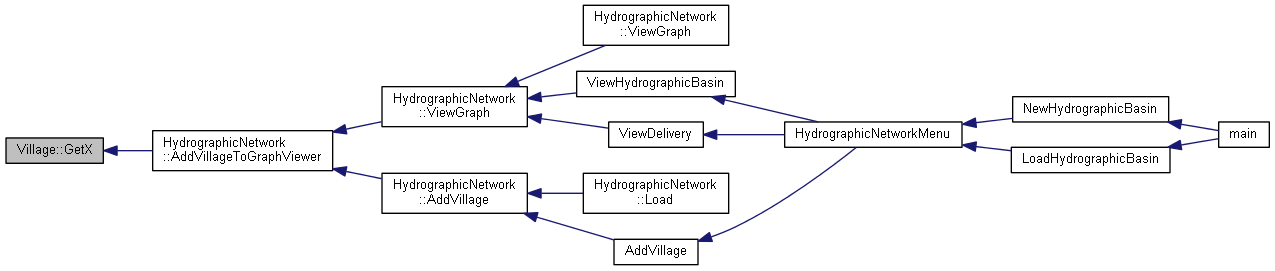 Village::GetX
HydrographicNetwork
::AddVillageToGraphViewer
HydrographicNetwork
::ViewGraph
HydrographicNetwork
::AddVillage
HydrographicNetwork
::ViewGraph
ViewHydrographicBasin
ViewDelivery
HydrographicNetwork
::Load
AddVillage
HydrographicNetworkMenu
NewHydrographicBasin
LoadHydrographicBasin
main